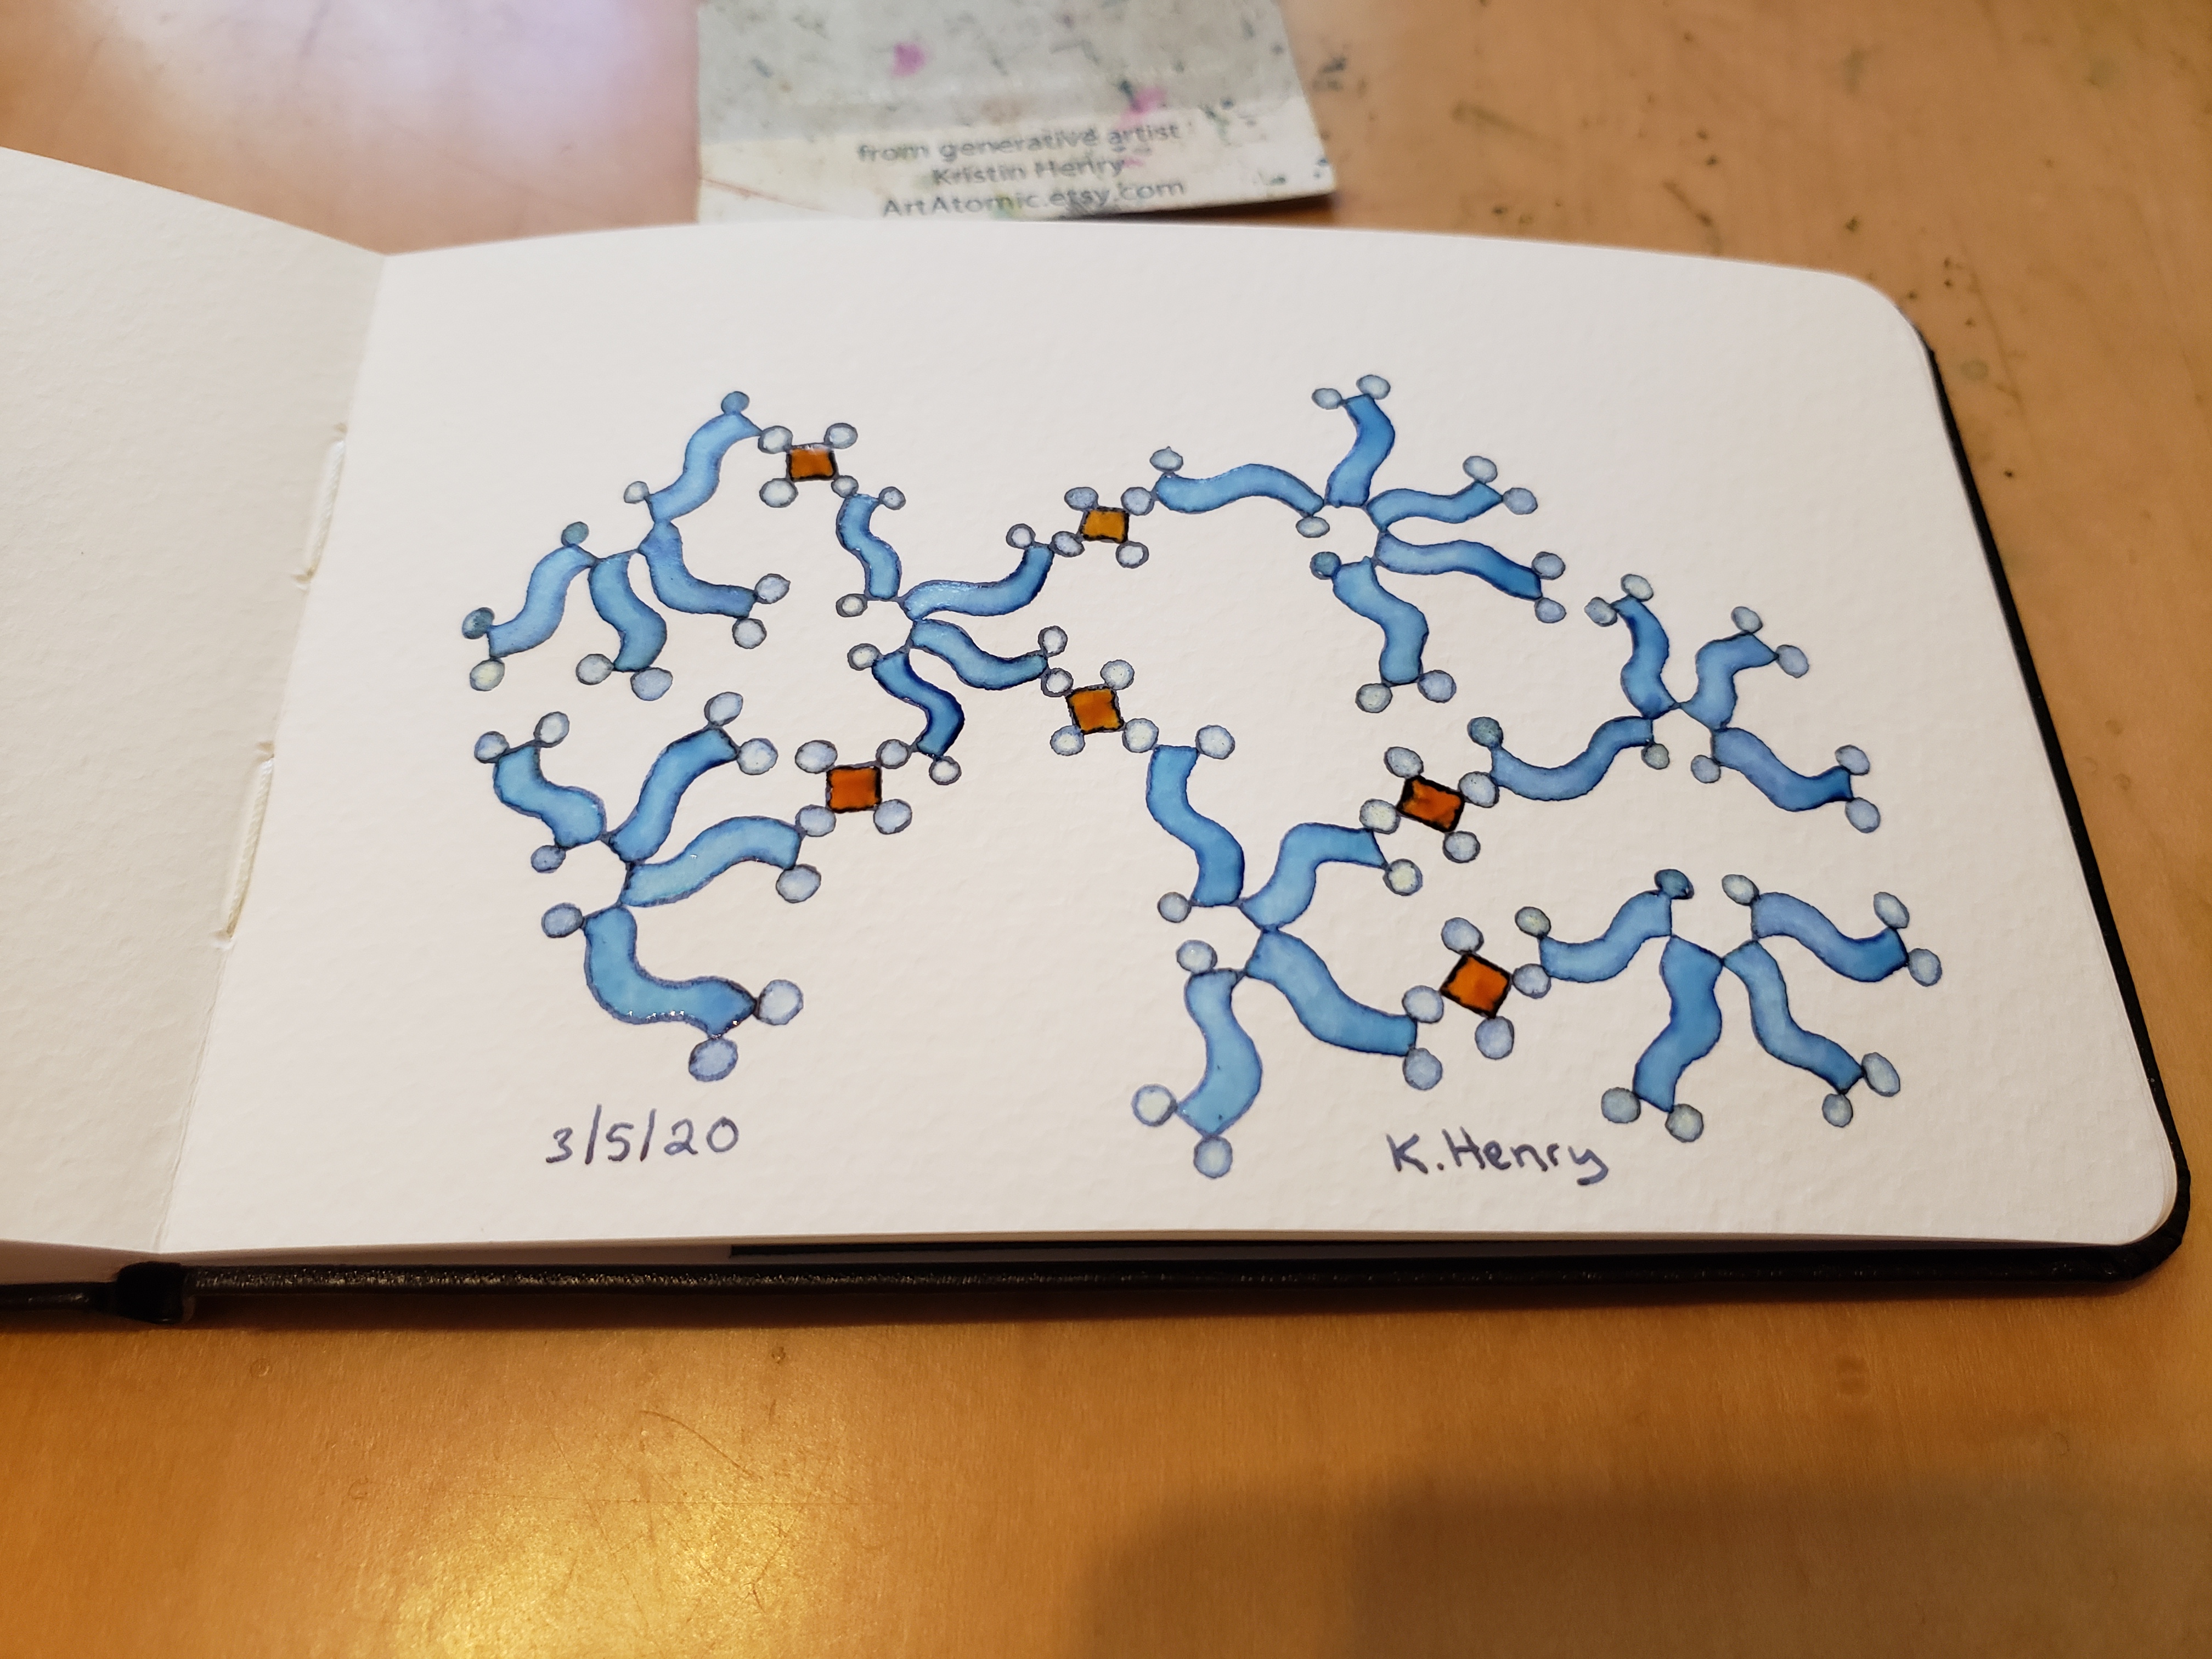 from generative artist
Kristin Henry
ArtAtomic.etsy.com
3/5/20
K.Henry